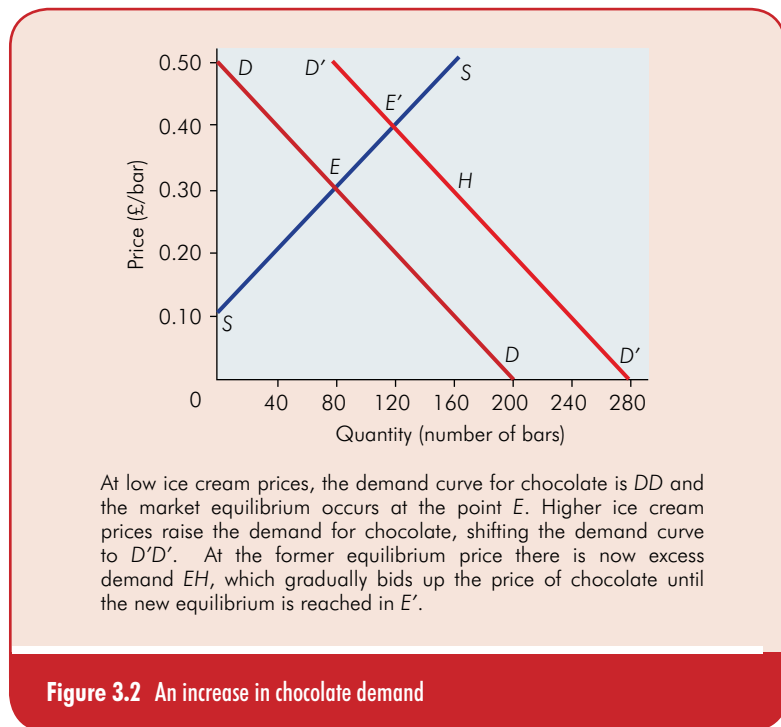 0.50
D
D′
S
E′
0.40
E
H
0.30
Price (£/bar)
0.20
0.10
S
D
D′
0
40 80 120 160 200 240 280
Quantity (number of bars)
At low ice cream prices, the demand curve for chocolate is DD and
the market equilibrium occurs at the point E. Higher ice cream
prices raise the demand for chocolate, shifting the demand curve
to D′D′. At the former equilibrium price there is now excess
demand EH, which gradually bids up the price of chocolate until
the new equilibrium is reached in E′.
Figure 3.2 An increase in chocolate demand